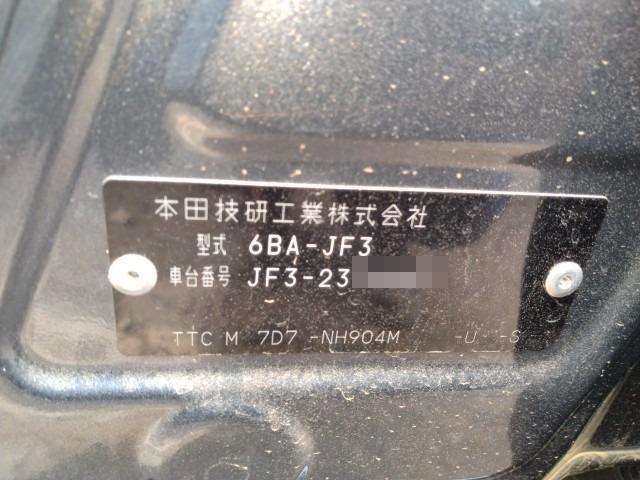 本田技研工業株式会社
型式 6BA-JF3
車台番号 JF3-23
TTC M 7D7 -NH904M -U -S